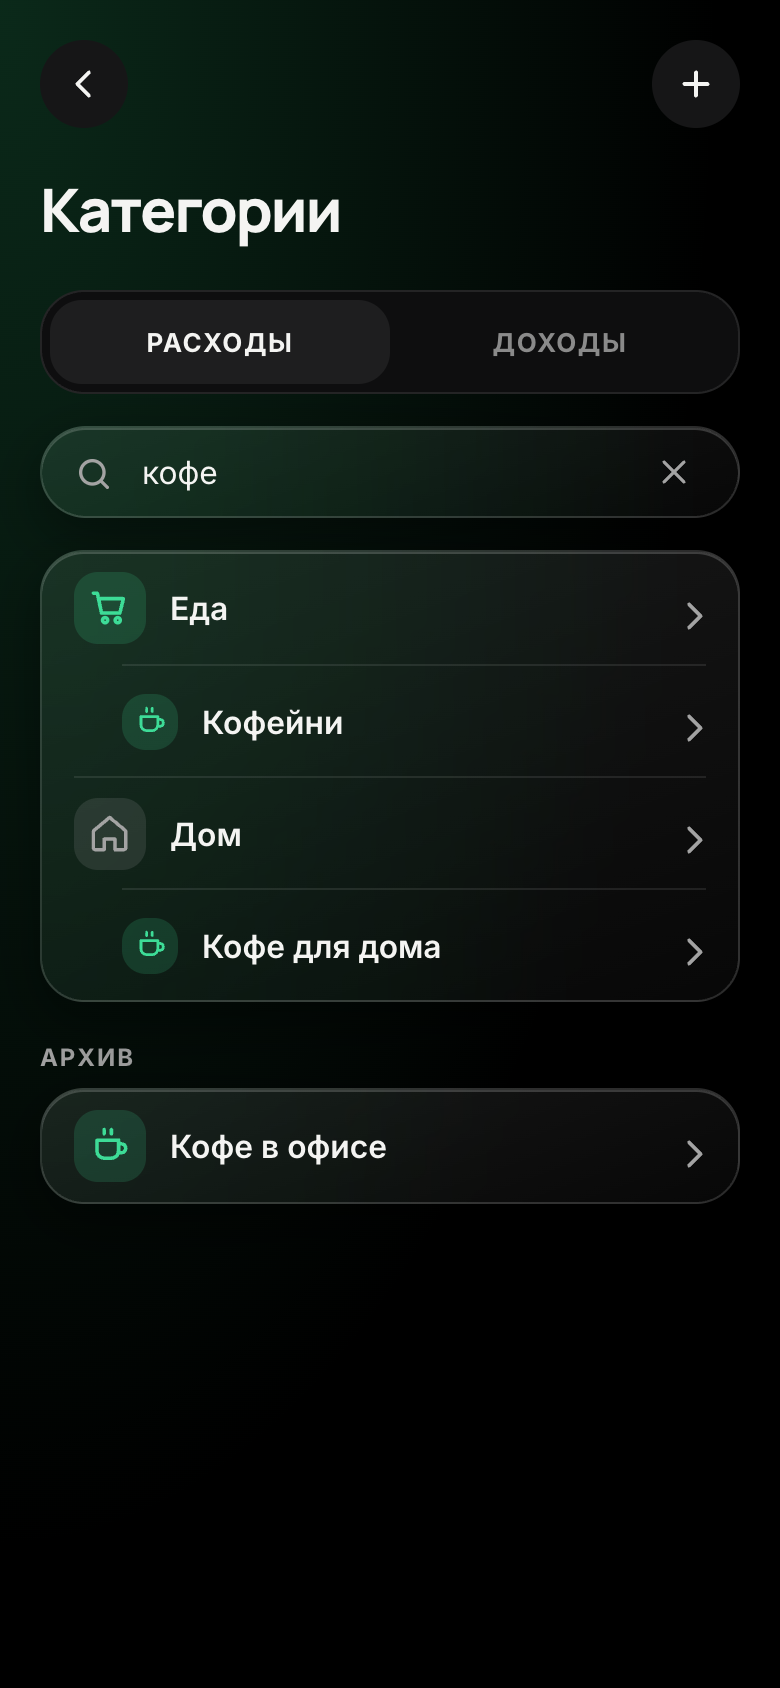 Категории
РАСХОДЫ
ДОХОДЫ
кофе
Еда
Кофейни
Дом
Кофе для дома
АРХИВ
Кофе в офисе